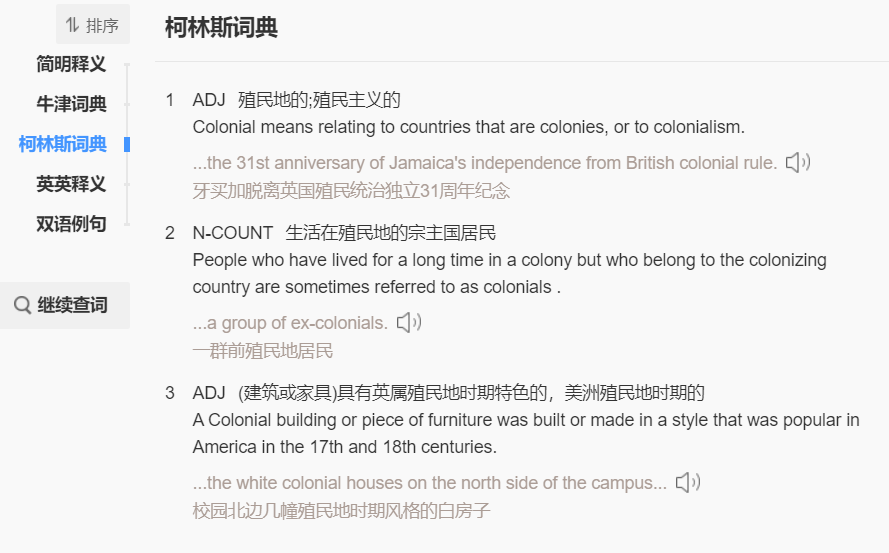 排序
简明释义
牛津词典
柯林斯词典
英英释义
双语例句
继续查词
柯林斯词典
1 ADJ 殖民地的;殖民主义的
Colonial means relating to countries that are colonies, or to colonialism.
...the 31st anniversary of Jamaica's independence from British colonial rule.
牙买加脱离英国殖民统治独立31周年纪念
2 N-COUNT 生活在殖民地的宗主国居民
People who have lived for a long time in a colony but who belong to the colonizing
country are sometimes referred to as colonials .
...a group of ex-colonials.
一群前殖民地居民
3 ADJ (建筑或家具)具有英属殖民地时期特色的，美洲殖民地时期的
A Colonial building or piece of furniture was built or made in a style that was popular in
America in the 17th and 18th centuries.
...the white colonial houses on the north side of the campus...
校园北边几幢殖民地时期风格的白房子